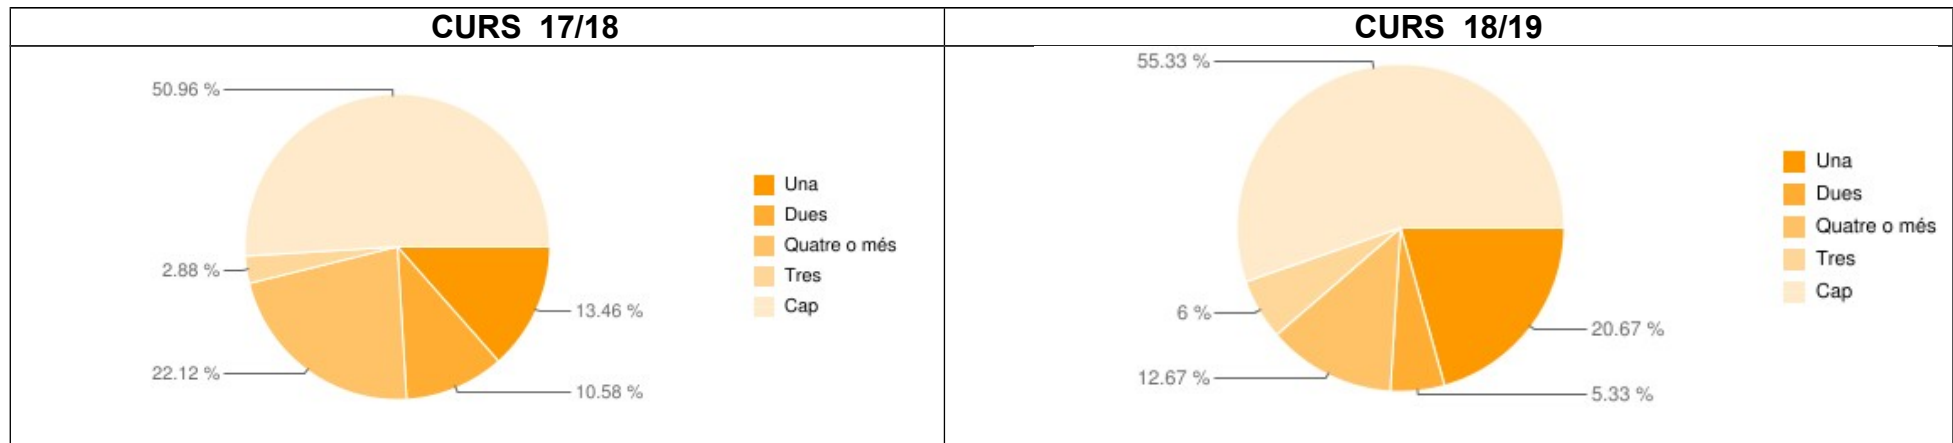 CURS 17/18
50.96 %
2.88 %
22.12 %
13.46 %
10.58 %
Una
Dues
Quatre o més
Tres
Cap
CURS 18/19
55.33 %
6 %
12.67 %
20.67 %
5.33 %
Una
Dues
Quatre o més
Tres
Cap